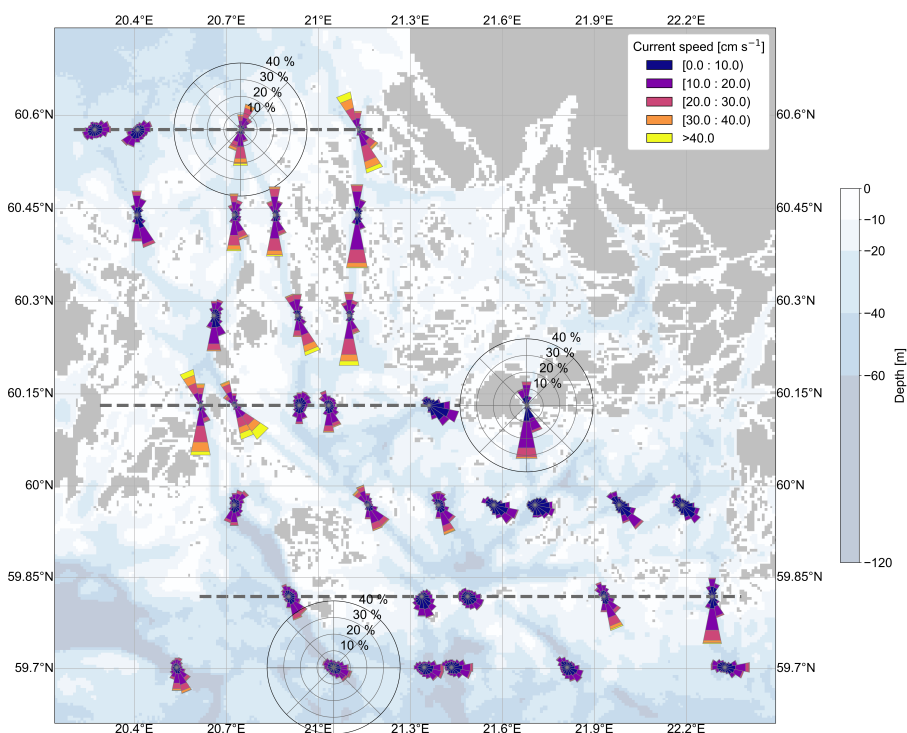 20.4°E 20.7°E 21°E 21.3°E 21.6°E 21.9°E 22.2°E
Current speed [cm s⁻¹]
[0.0 : 10.0)
[10.0 : 20.0)
[20.0 : 30.0)
[30.0 : 40.0)
>40.0
40 %
30 %
20 %
10 %
60.6°N 60.6°N
60.45°N 60.45°N
60.3°N 60.3°N
40 %
30 %
20 %
10 %
60.15°N 60.15°N
60°N 60°N
59.85°N 59.85°N
40 %
30 %
20 %
10 %
59.7°N 59.7°N
20.4°E 20.7°E 21°E 21.3°E 21.6°E 21.9°E 22.2°E
0
−10
−20
−40
−60
−120
Depth [m]